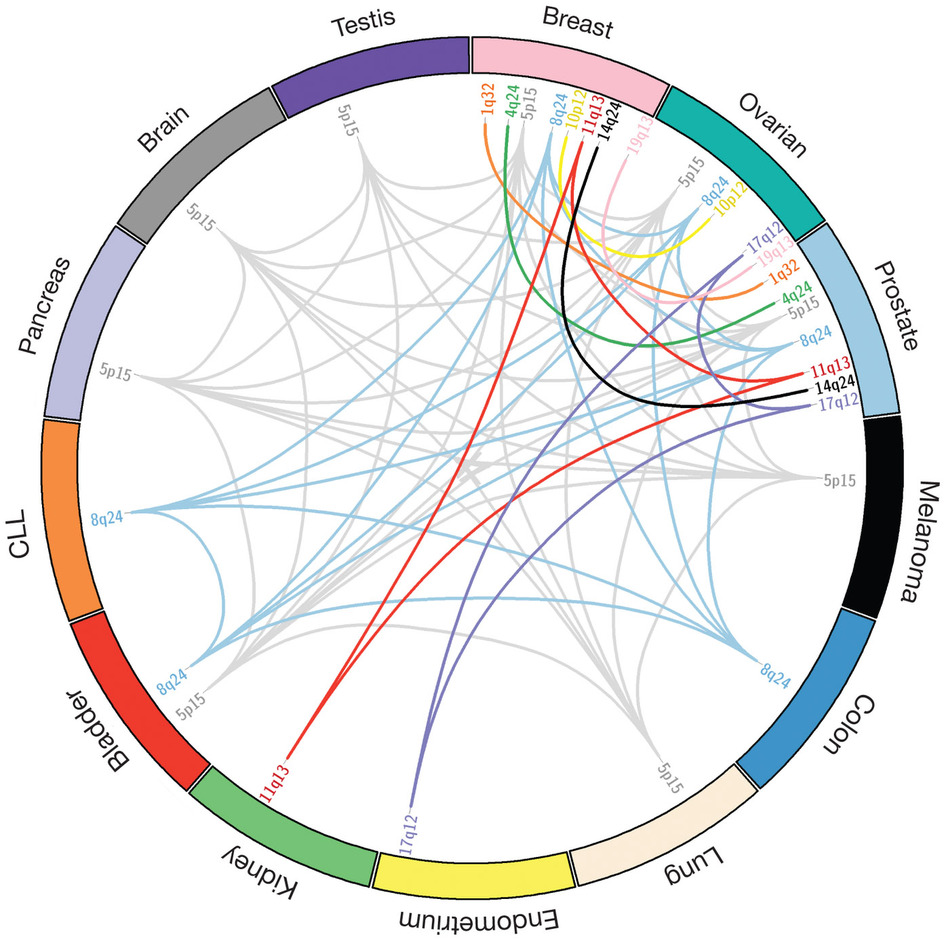 Breast
Ovarian
Prostate
Melanoma
Colon
Lung
Endometrium
Kidney
Bladder
CLL
Pancreas
Brain
Testis
1q32
4q24
5p15
8q24
10p12
11q13
14q24
19q13
5p15
8q24
10p12
17q12
19q13
1q32
4q24
5p15
8q24
11q13
14q24
17q12
5p15
8q24
5p15
17q12
11q13
5p15
8q24
8q24
5p15
5p15
5p15